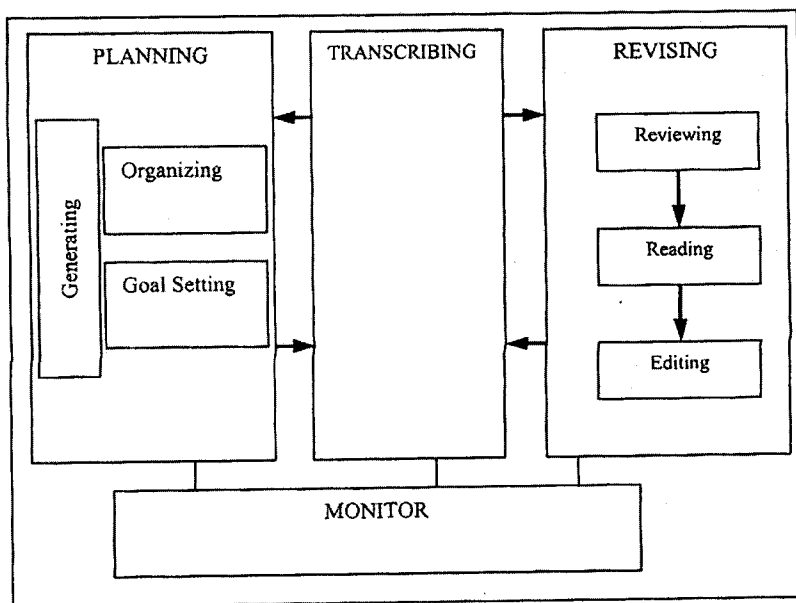 PLANNING
TRANSCRIBING
REVISING
Generating
Organizing
Goal Setting
Reviewing
Reading
Editing
MONITOR